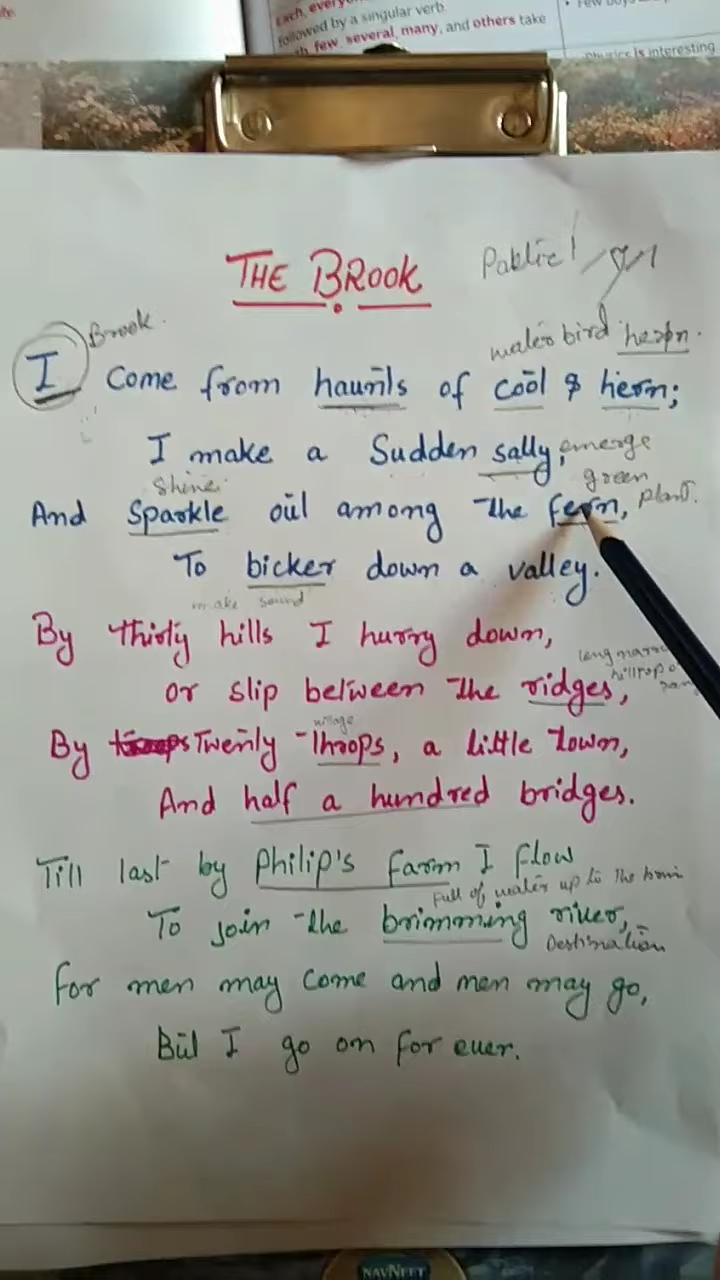 Each, every
followed by a singular verb.
few, several, many, and others take
Physics is interesting
THE BROOK
Brook.
water bird heron.
I Come from haunts of coot & hern;
I make a Sudden sally, emerge
Shine. green
And Sparkle out among the fern, plant.
To bicker down a valley.
make sound
By thirty hills I hurry down,
long narrow
hilltop
or slip between the ridges,
village
By Twenty Throps, a little town,
And half a hundred bridges.
Till last by Philip's farm I flow
Full of water up to the brim
To join the brimming river,
Destination
for men may come and men may go,
But I go on for ever.
NAVNEET